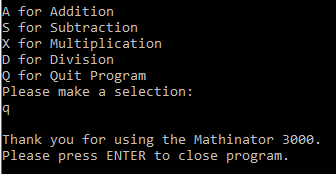 A for Addition
S for Subtraction
X for Multiplication
D for Division
Q for Quit Program
Please make a selection:
q
Thank you for using the Mathinator 3000.
Please press ENTER to close program.